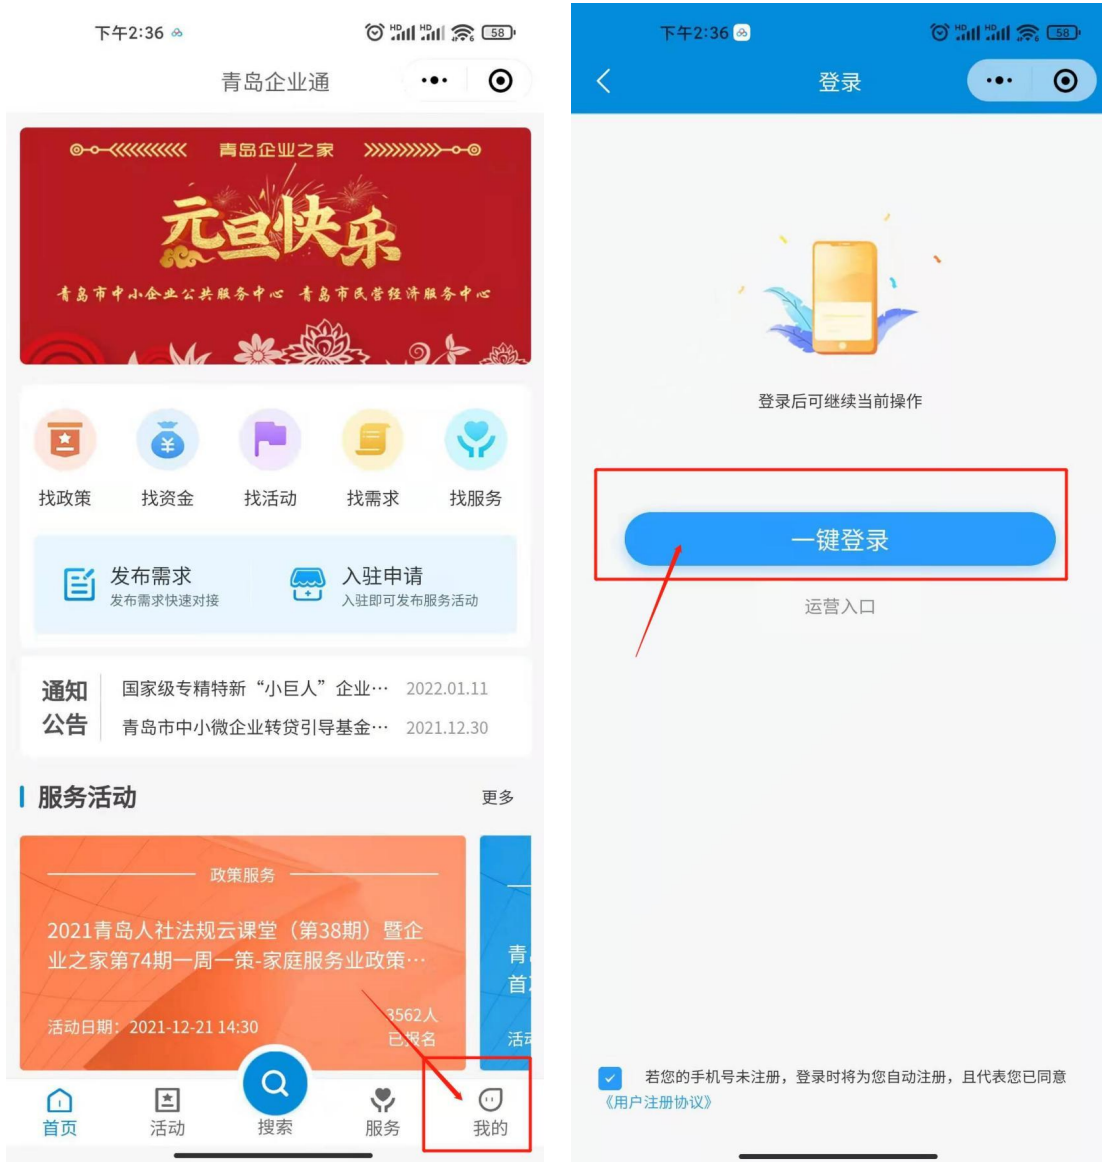 下午2:36
58
青岛企业通
青岛企业之家
元旦快乐
青岛市中小企业公共服务中心 青岛市民营经济服务中心
找政策 找资金 找活动 找需求 找服务
发布需求
发布需求快速对接
入驻申请
入驻即可发布服务活动
通知
公告
国家级专精特新“小巨人”企业… 2022.01.11
青岛市中小微企业转贷引导基金… 2021.12.30
服务活动 更多
政策服务
2021青岛人社法规云课堂（第38期）暨企
业之家第74期一周一策-家庭服务业政策…
3562人
活动日期：2021-12-21 14:30
已报名
青
首
活
首页 活动 搜索 服务 我的
下午2:36
58
登录
登录后可继续当前操作
一键登录
运营入口
若您的手机号未注册，登录时将为您自动注册，且代表您已同意
《用户注册协议》